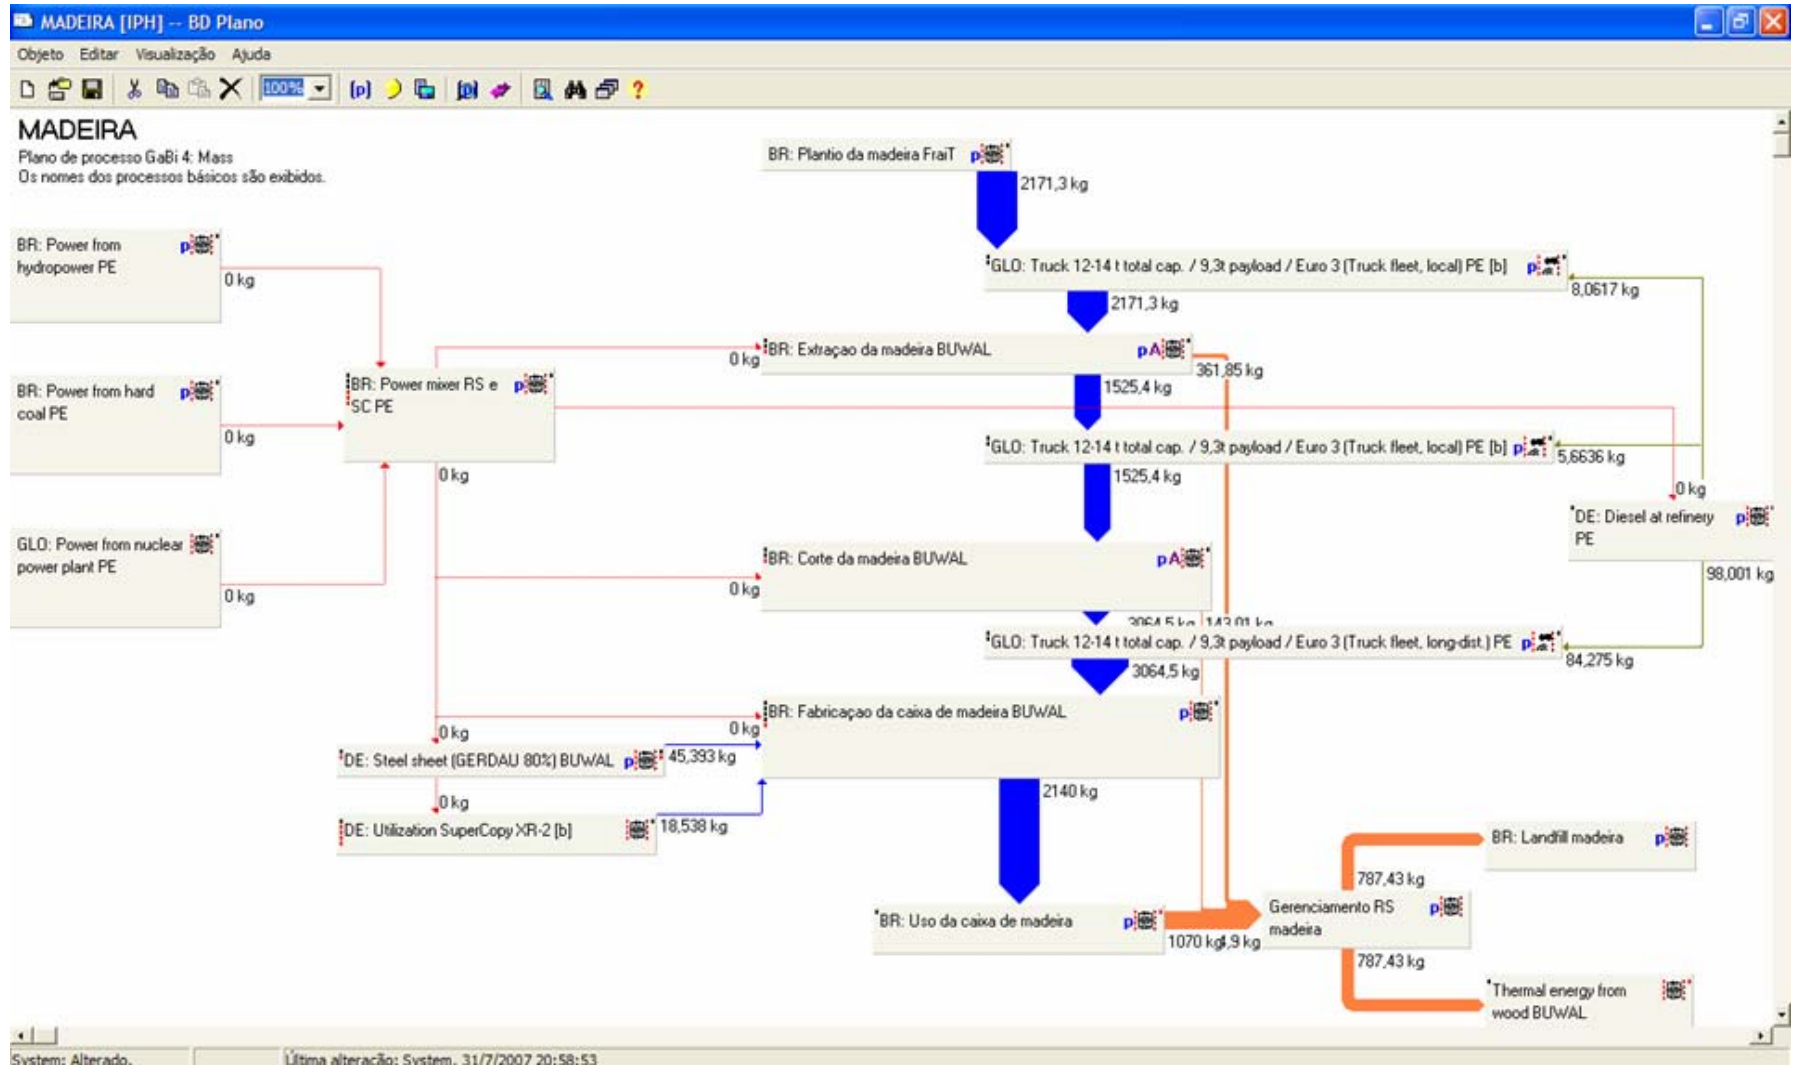 MADEIRA [IPH] -- BD Plano
Objeto Editar Visualização Ajuda
100% (p)
MADEIRA
Plano de processo GaBi 4: Mass
Os nomes dos processos básicos são exibidos.
BR: Plantio da madeira FraiT p
2171,3 kg
BR: Power from
hydropower PE p
0 kg
GLO: Truck 12-14 t total cap. / 9,3t payload / Euro 3 (Truck fleet, local) PE [b] p
8,0617 kg
2171,3 kg
BR: Extraçao da madeira BUWAL pA
0 kg
361,85 kg
1525,4 kg
BR: Power from hard
coal PE p
0 kg
BR: Power mixer RS e
SC PE p
0 kg
GLO: Truck 12-14 t total cap. / 9,3t payload / Euro 3 (Truck fleet, local) PE [b] p
5,6636 kg
1525,4 kg
0 kg
DE: Diesel at refinery
PE p
98,001 kg
GLO: Power from nuclear
power plant PE
0 kg
BR: Corte da madeira BUWAL pA
0 kg
3064,5 kg 143,01 kg
GLO: Truck 12-14 t total cap. / 9,3t payload / Euro 3 (Truck fleet, long-dist.) PE p
84,275 kg
3064,5 kg
BR: Fabricaçao da caixa de madeira BUWAL p
0 kg
0 kg
DE: Steel sheet (GERDAU 80%) BUWAL p
45,393 kg
0 kg
DE: Utilization SuperCopy XR-2 [b]
18,538 kg
2140 kg
BR: Landfill madeira p
787,43 kg
BR: Uso da caixa de madeira p
1070 kg 4,9 kg
Gerenciamento RS
madeira p
787,43 kg
Thermal energy from
wood BUWAL
System: Alterado.
Última alteração: System, 31/7/2007 20:58:53